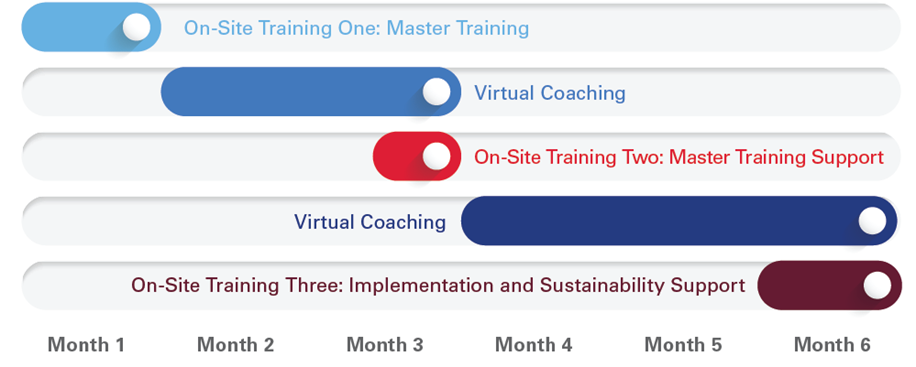 On-Site Training One: Master Training
Virtual Coaching
On-Site Training Two: Master Training Support
Virtual Coaching
On-Site Training Three: Implementation and Sustainability Support
Month 1 Month 2 Month 3 Month 4 Month 5 Month 6